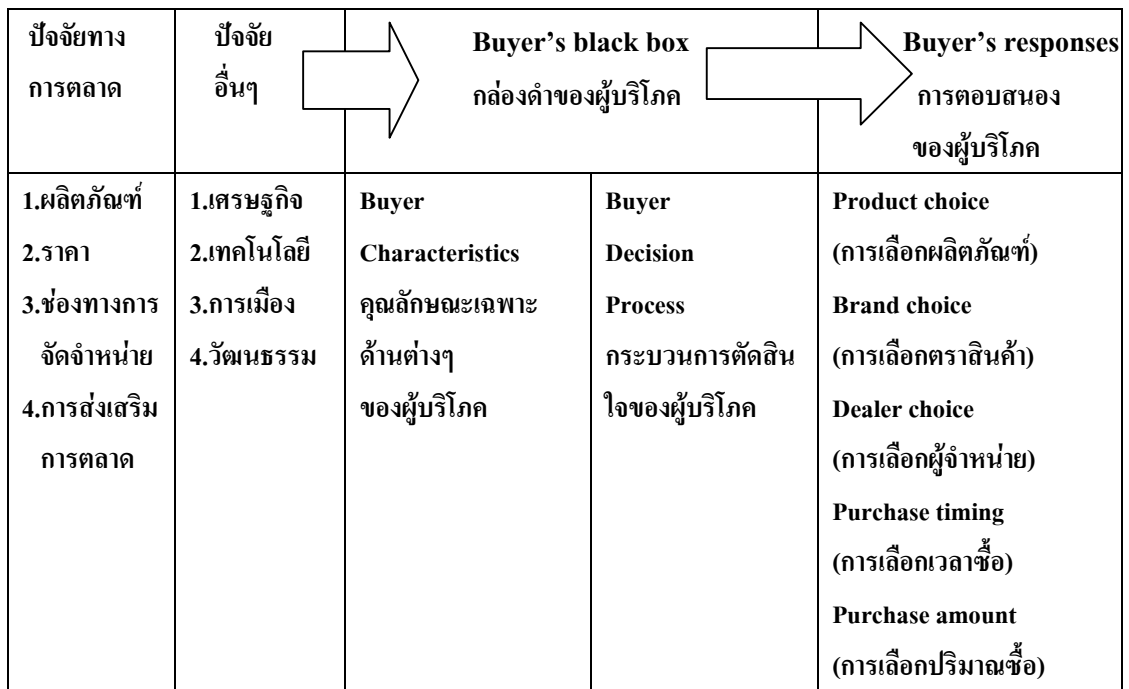 ปัจจัยทาง
การตลาด
ปัจจัย
อื่นๆ
Buyer's black box
กล่องดำของผู้บริโภค
Buyer's responses
การตอบสนอง
ของผู้บริโภค
1.ผลิตภัณฑ์
2.ราคา
3.ช่องทางการ
จัดจำหน่าย
4.การส่งเสริม
การตลาด
1.เศรษฐกิจ
2.เทคโนโลยี
3.การเมือง
4.วัฒนธรรม
Buyer
Characteristics
คุณลักษณะเฉพาะ
ด้านต่างๆ
ของผู้บริโภค
Buyer
Decision
Process
กระบวนการตัดสิน
ใจของผู้บริโภค
Product choice
(การเลือกผลิตภัณฑ์)
Brand choice
(การเลือกตราสินค้า)
Dealer choice
(การเลือกผู้จำหน่าย)
Purchase timing
(การเลือกเวลาซื้อ)
Purchase amount
(การเลือกปริมาณซื้อ)